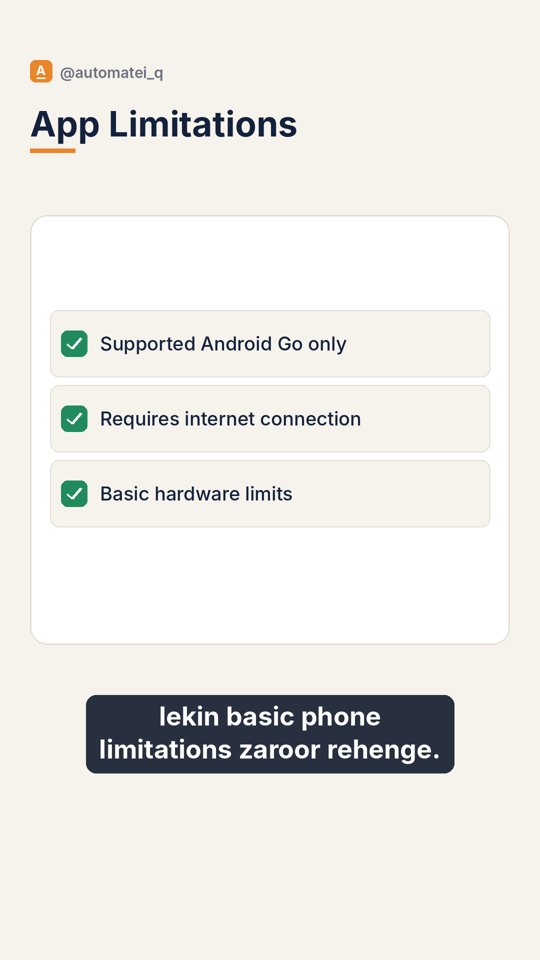 A
@automatei_q
App Limitations
Supported Android Go only
Requires internet connection
Basic hardware limits
lekin basic phone
limitations zaroor rehenge.